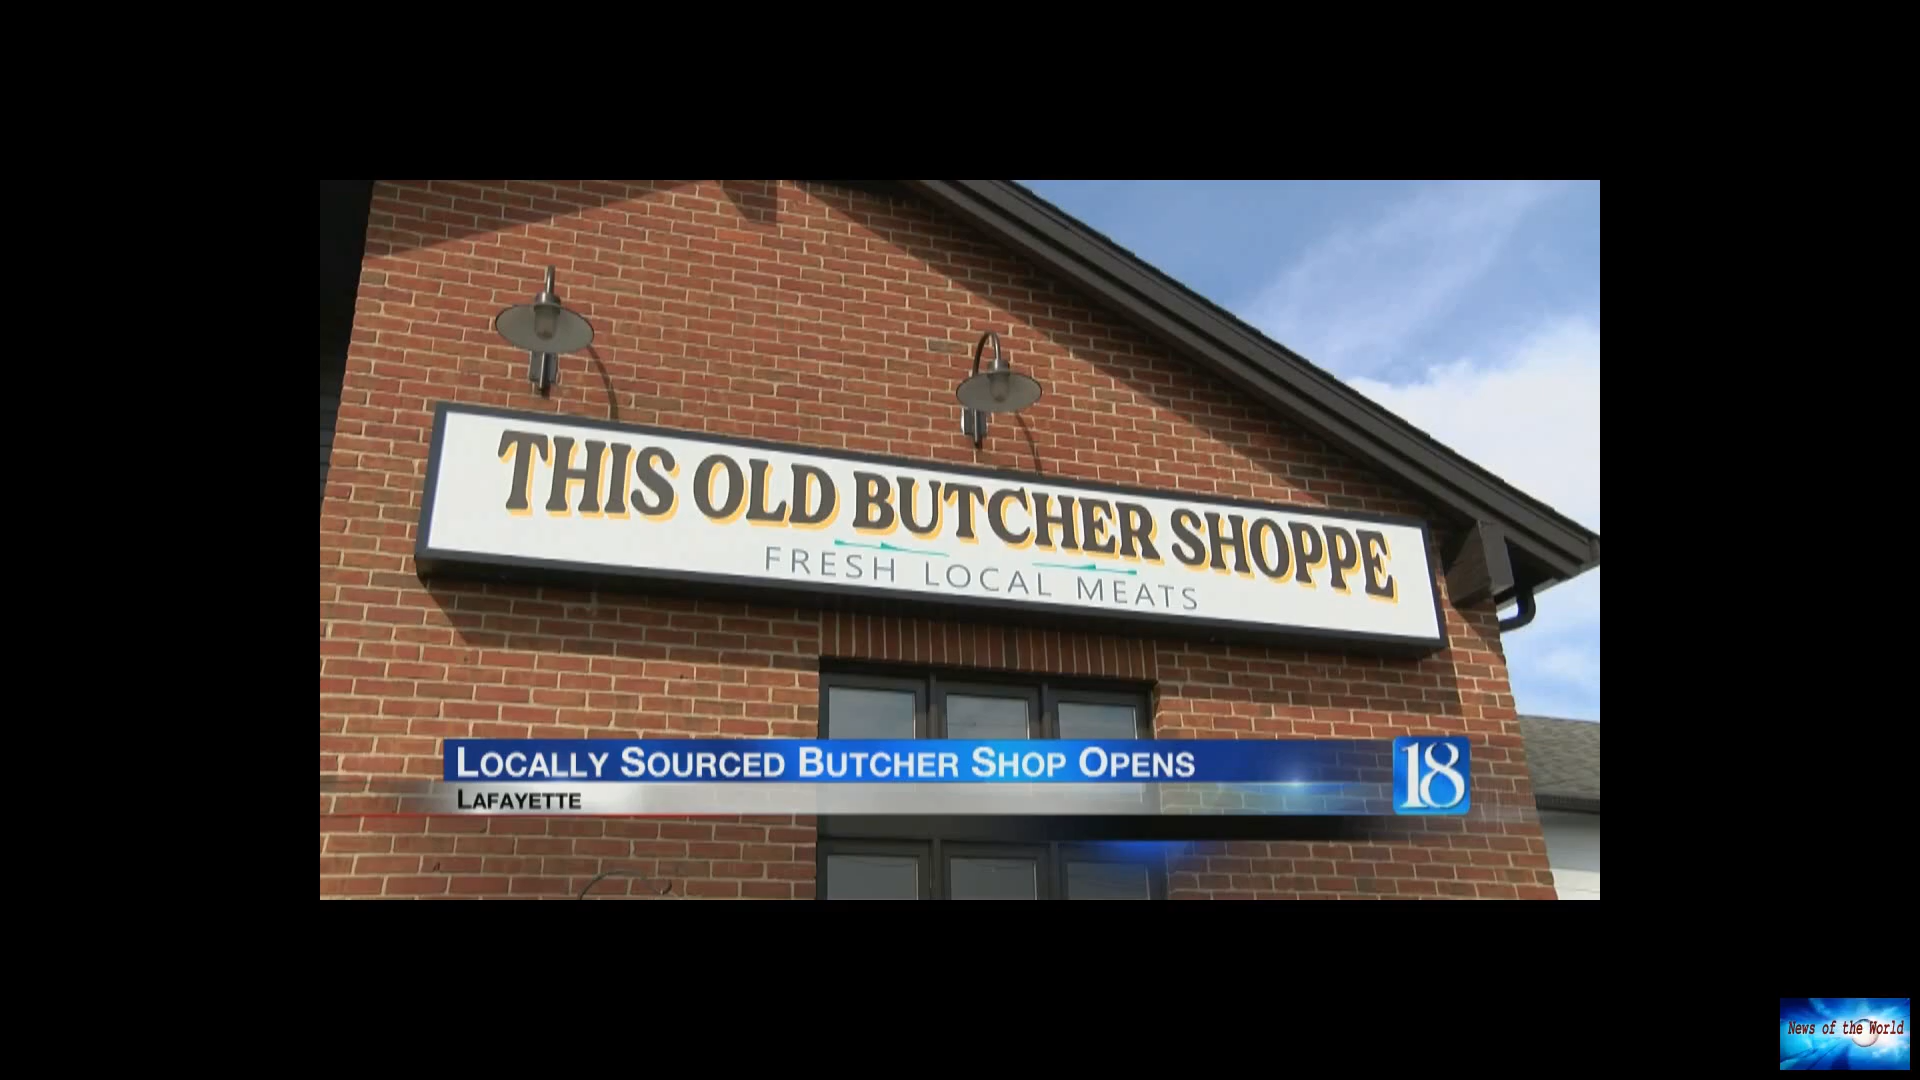 THIS OLD BUTCHER SHOPPE
FRESH LOCAL MEATS
LOCALLY SOURCED BUTCHER SHOP OPENS
18
LAFAYETTE
News of the World